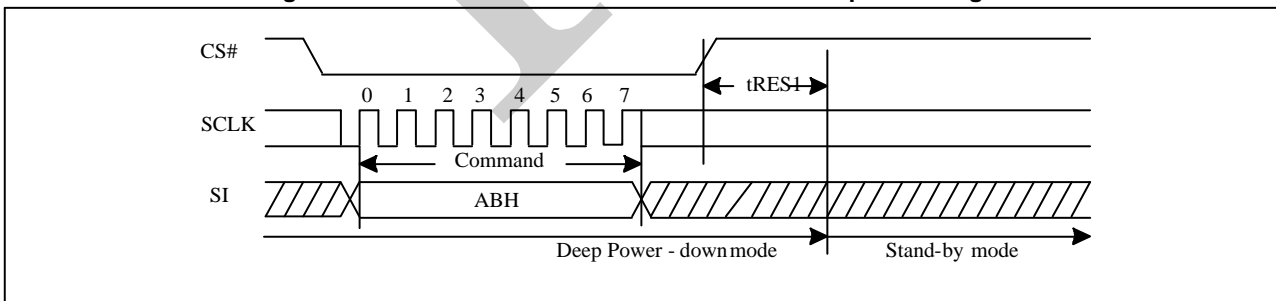 CS#
tRES1
0 1 2 3 4 5 6 7
SCLK
Command
SI
ABH
Deep Power - down mode
Stand-by mode